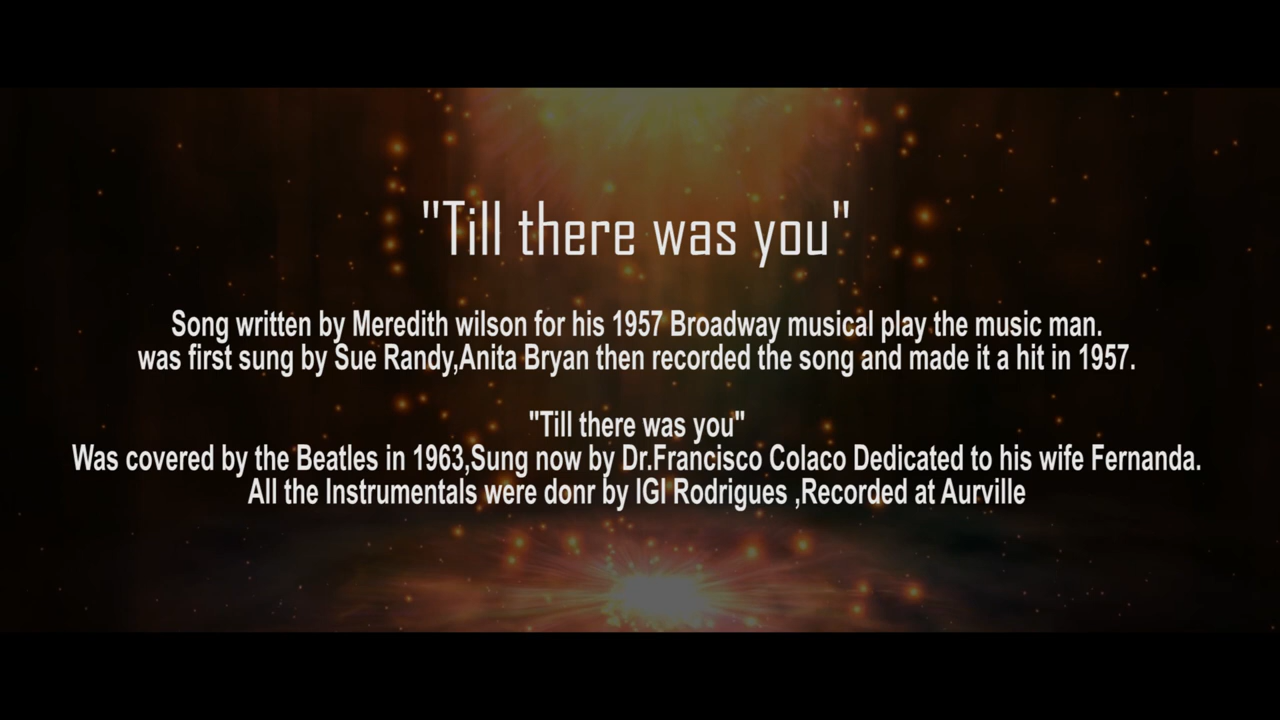 "Till there was you"
Song written by Meredith wilson for his 1957 Broadway musical play the music man.
was first sung by Sue Randy,Anita Bryan then recorded the song and made it a hit in 1957.
"Till there was you"
Was covered by the Beatles in 1963,Sung now by Dr.Francisco Colaco Dedicated to his wife Fernanda.
All the Instrumentals were donr by IGI Rodrigues ,Recorded at Aurville